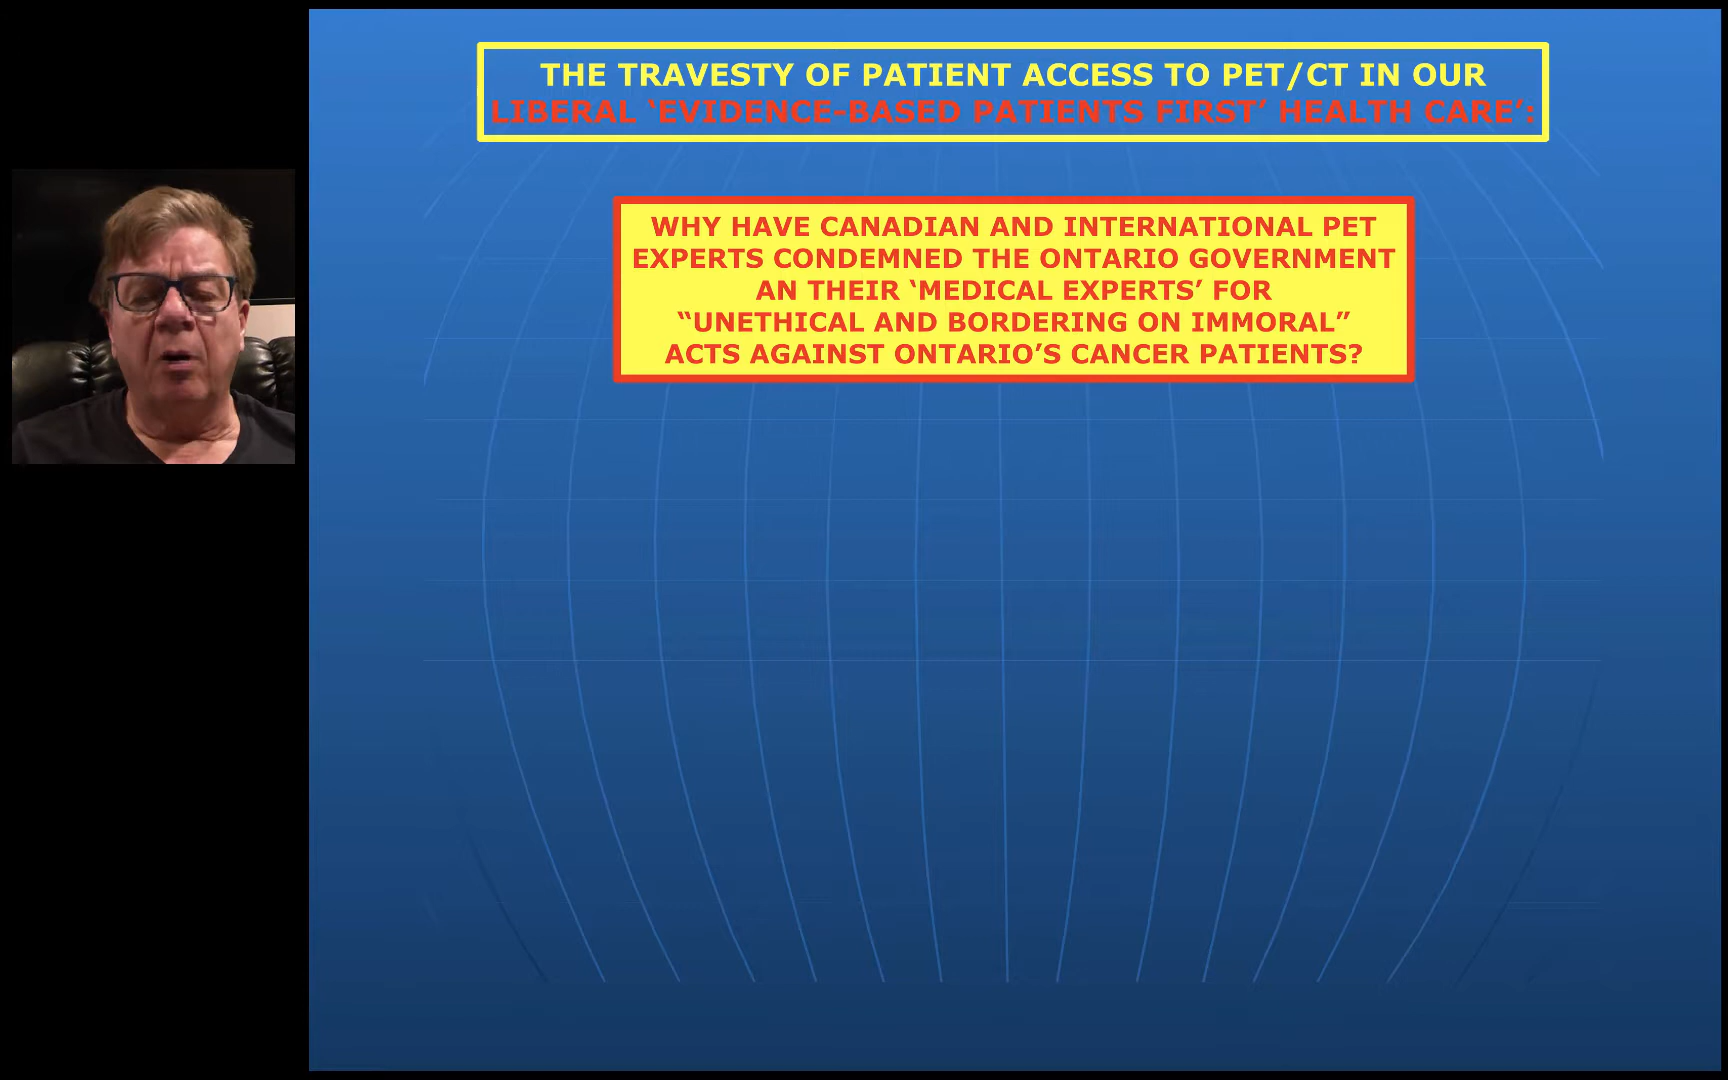 THE TRAVESTY OF PATIENT ACCESS TO PET/CT IN OUR
LIBERAL ‘EVIDENCE-BASED PATIENTS FIRST’ HEALTH CARE’:
WHY HAVE CANADIAN AND INTERNATIONAL PET
EXPERTS CONDEMNED THE ONTARIO GOVERNMENT
AN THEIR ‘MEDICAL EXPERTS’ FOR
“UNETHICAL AND BORDERING ON IMMORAL”
ACTS AGAINST ONTARIO’S CANCER PATIENTS?